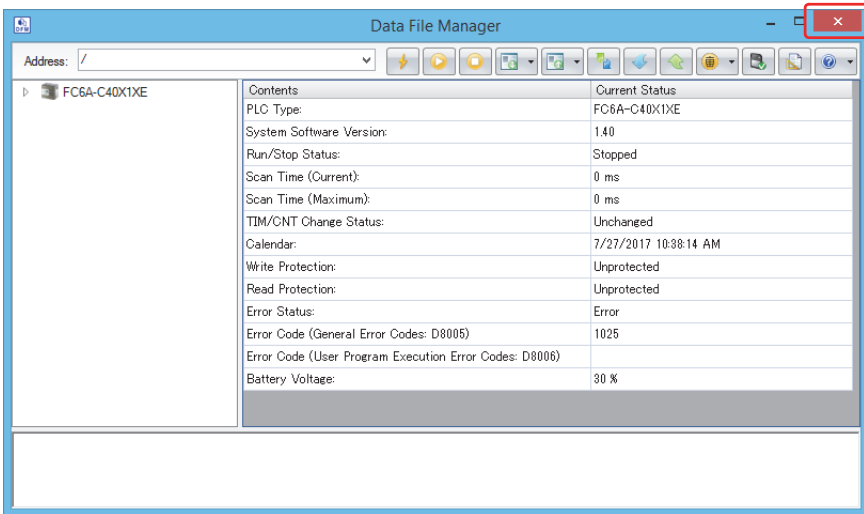 DFM
Data File Manager
Address: /
FC6A-C40X1XE
Contents Current Status
PLC Type: FC6A-C40X1XE
System Software Version: 1.40
Run/Stop Status: Stopped
Scan Time (Current): 0 ms
Scan Time (Maximum): 0 ms
TIM/CNT Change Status: Unchanged
Calendar: 7/27/2017 10:38:14 AM
Write Protection: Unprotected
Read Protection: Unprotected
Error Status: Error
Error Code (General Error Codes: D8005) 1025
Error Code (User Program Execution Error Codes: D8006)
Battery Voltage: 30 %